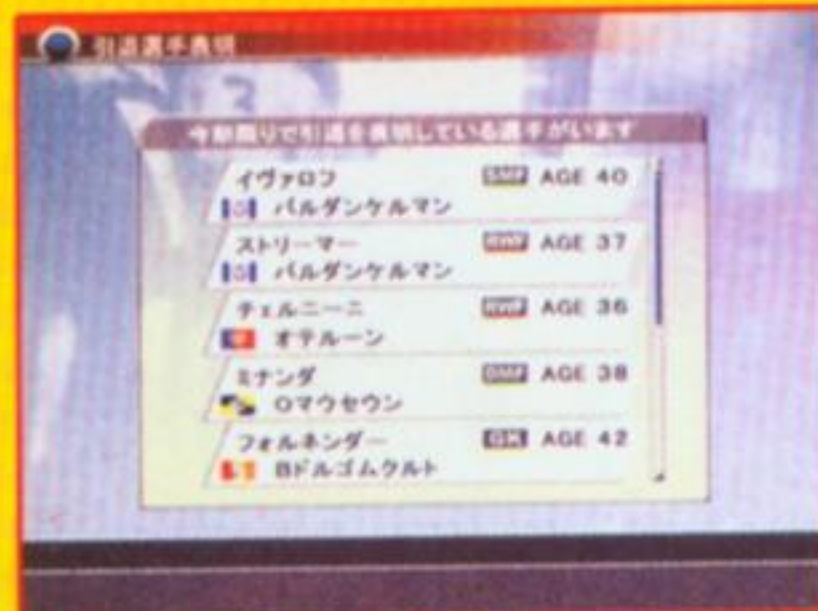 引退選手表明
今期限りで引退を表明している選手がいます
イヴァロフ SMF AGE 40
バルダンケルマン
ストリーマー RWF AGE 37
バルダンケルマン
チェルニーニ RWF AGE 36
オテルーン
ミナンダ DMF AGE 38
Oマウセウン
フォルネンダー GK AGE 42
Bドルゴムクルト